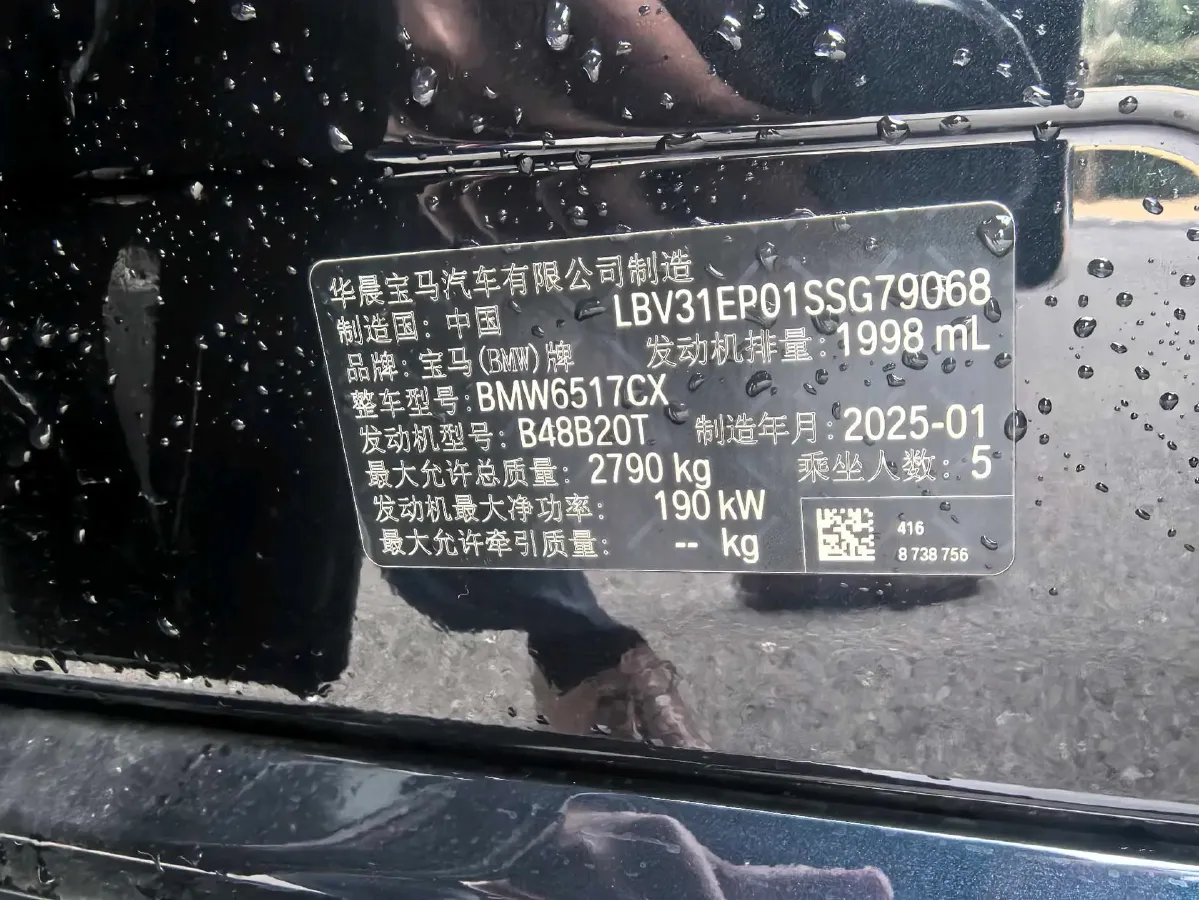 华晨宝马汽车有限公司制造
LBV31EP01SSG79068
制造国: 中国
品牌: 宝马(BMW)牌 发动机排量: 1998 mL
整车型号: BMW6517CX
发动机型号: B48B20T 制造年月: 2025-01
最大允许总质量: 2790 kg 乘坐人数: 5
发动机最大净功率: 190 kW
最大允许牵引质量: -- kg
416
8 738 756